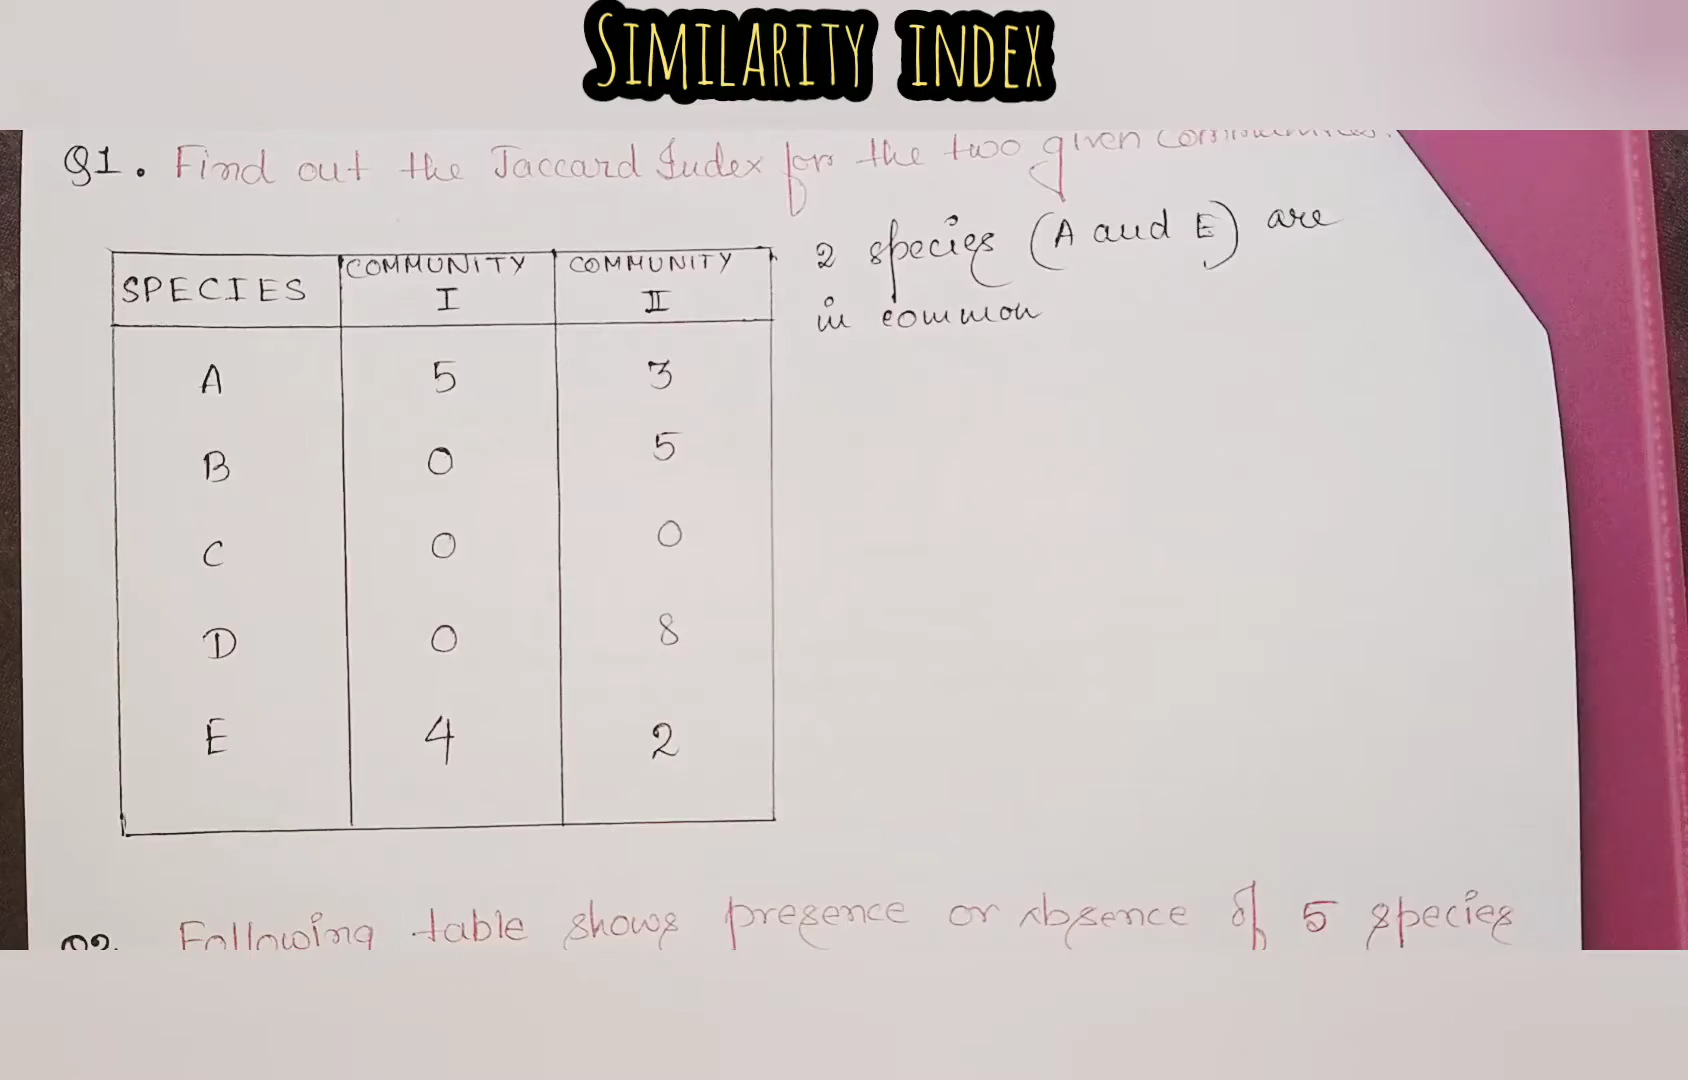 SIMILARITY INDEX
Q1. Find out the Jaccard Index for the two given
2 species (A and E) are
in common
SPECIES COMMUNITY I COMMUNITY II
A 5 3
B 0 5
C 0 0
D 0 8
E 4 2
Q2. Following table shows presence or absence of 5 species